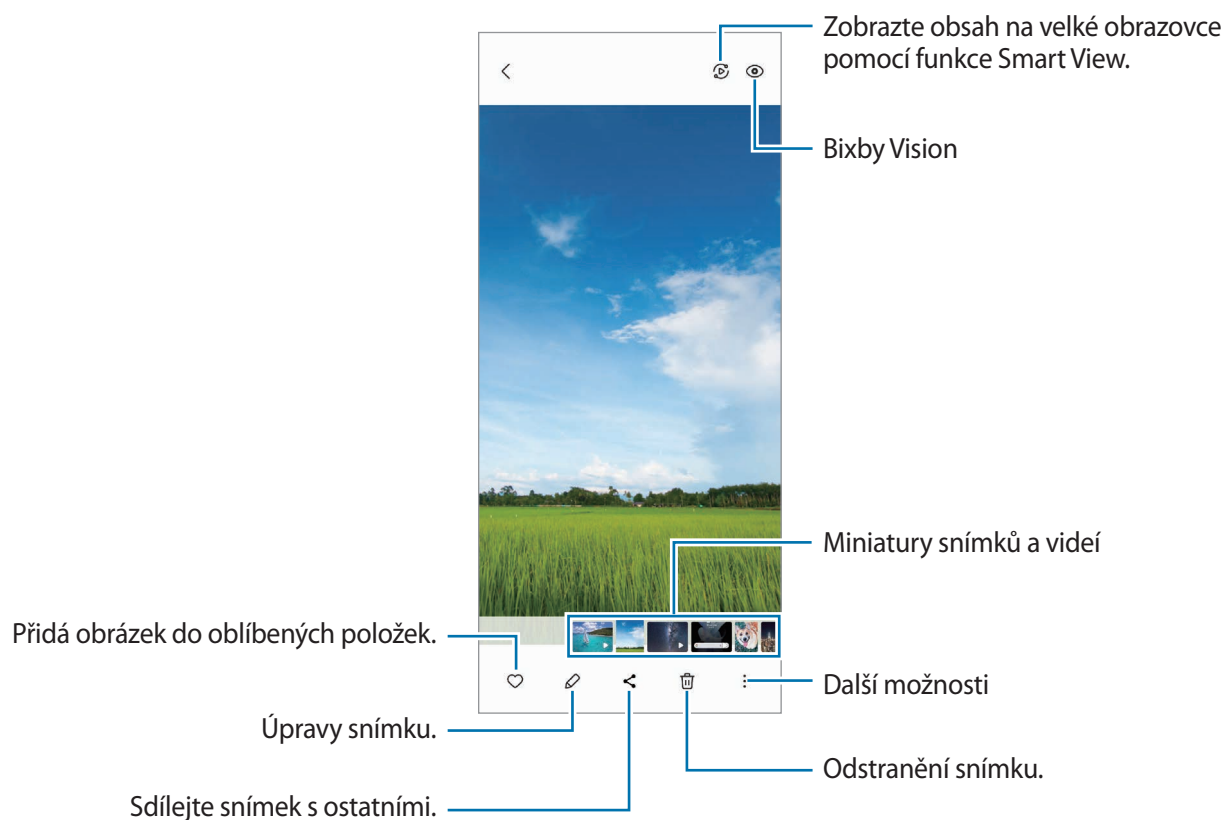 Zobrazte obsah na velké obrazovce
pomocí funkce Smart View.
Bixby Vision
Miniatury snímků a videí
Přidá obrázek do oblíbených položek.
Další možnosti
Úpravy snímku.
Odstranění snímku.
Sdílejte snímek s ostatními.